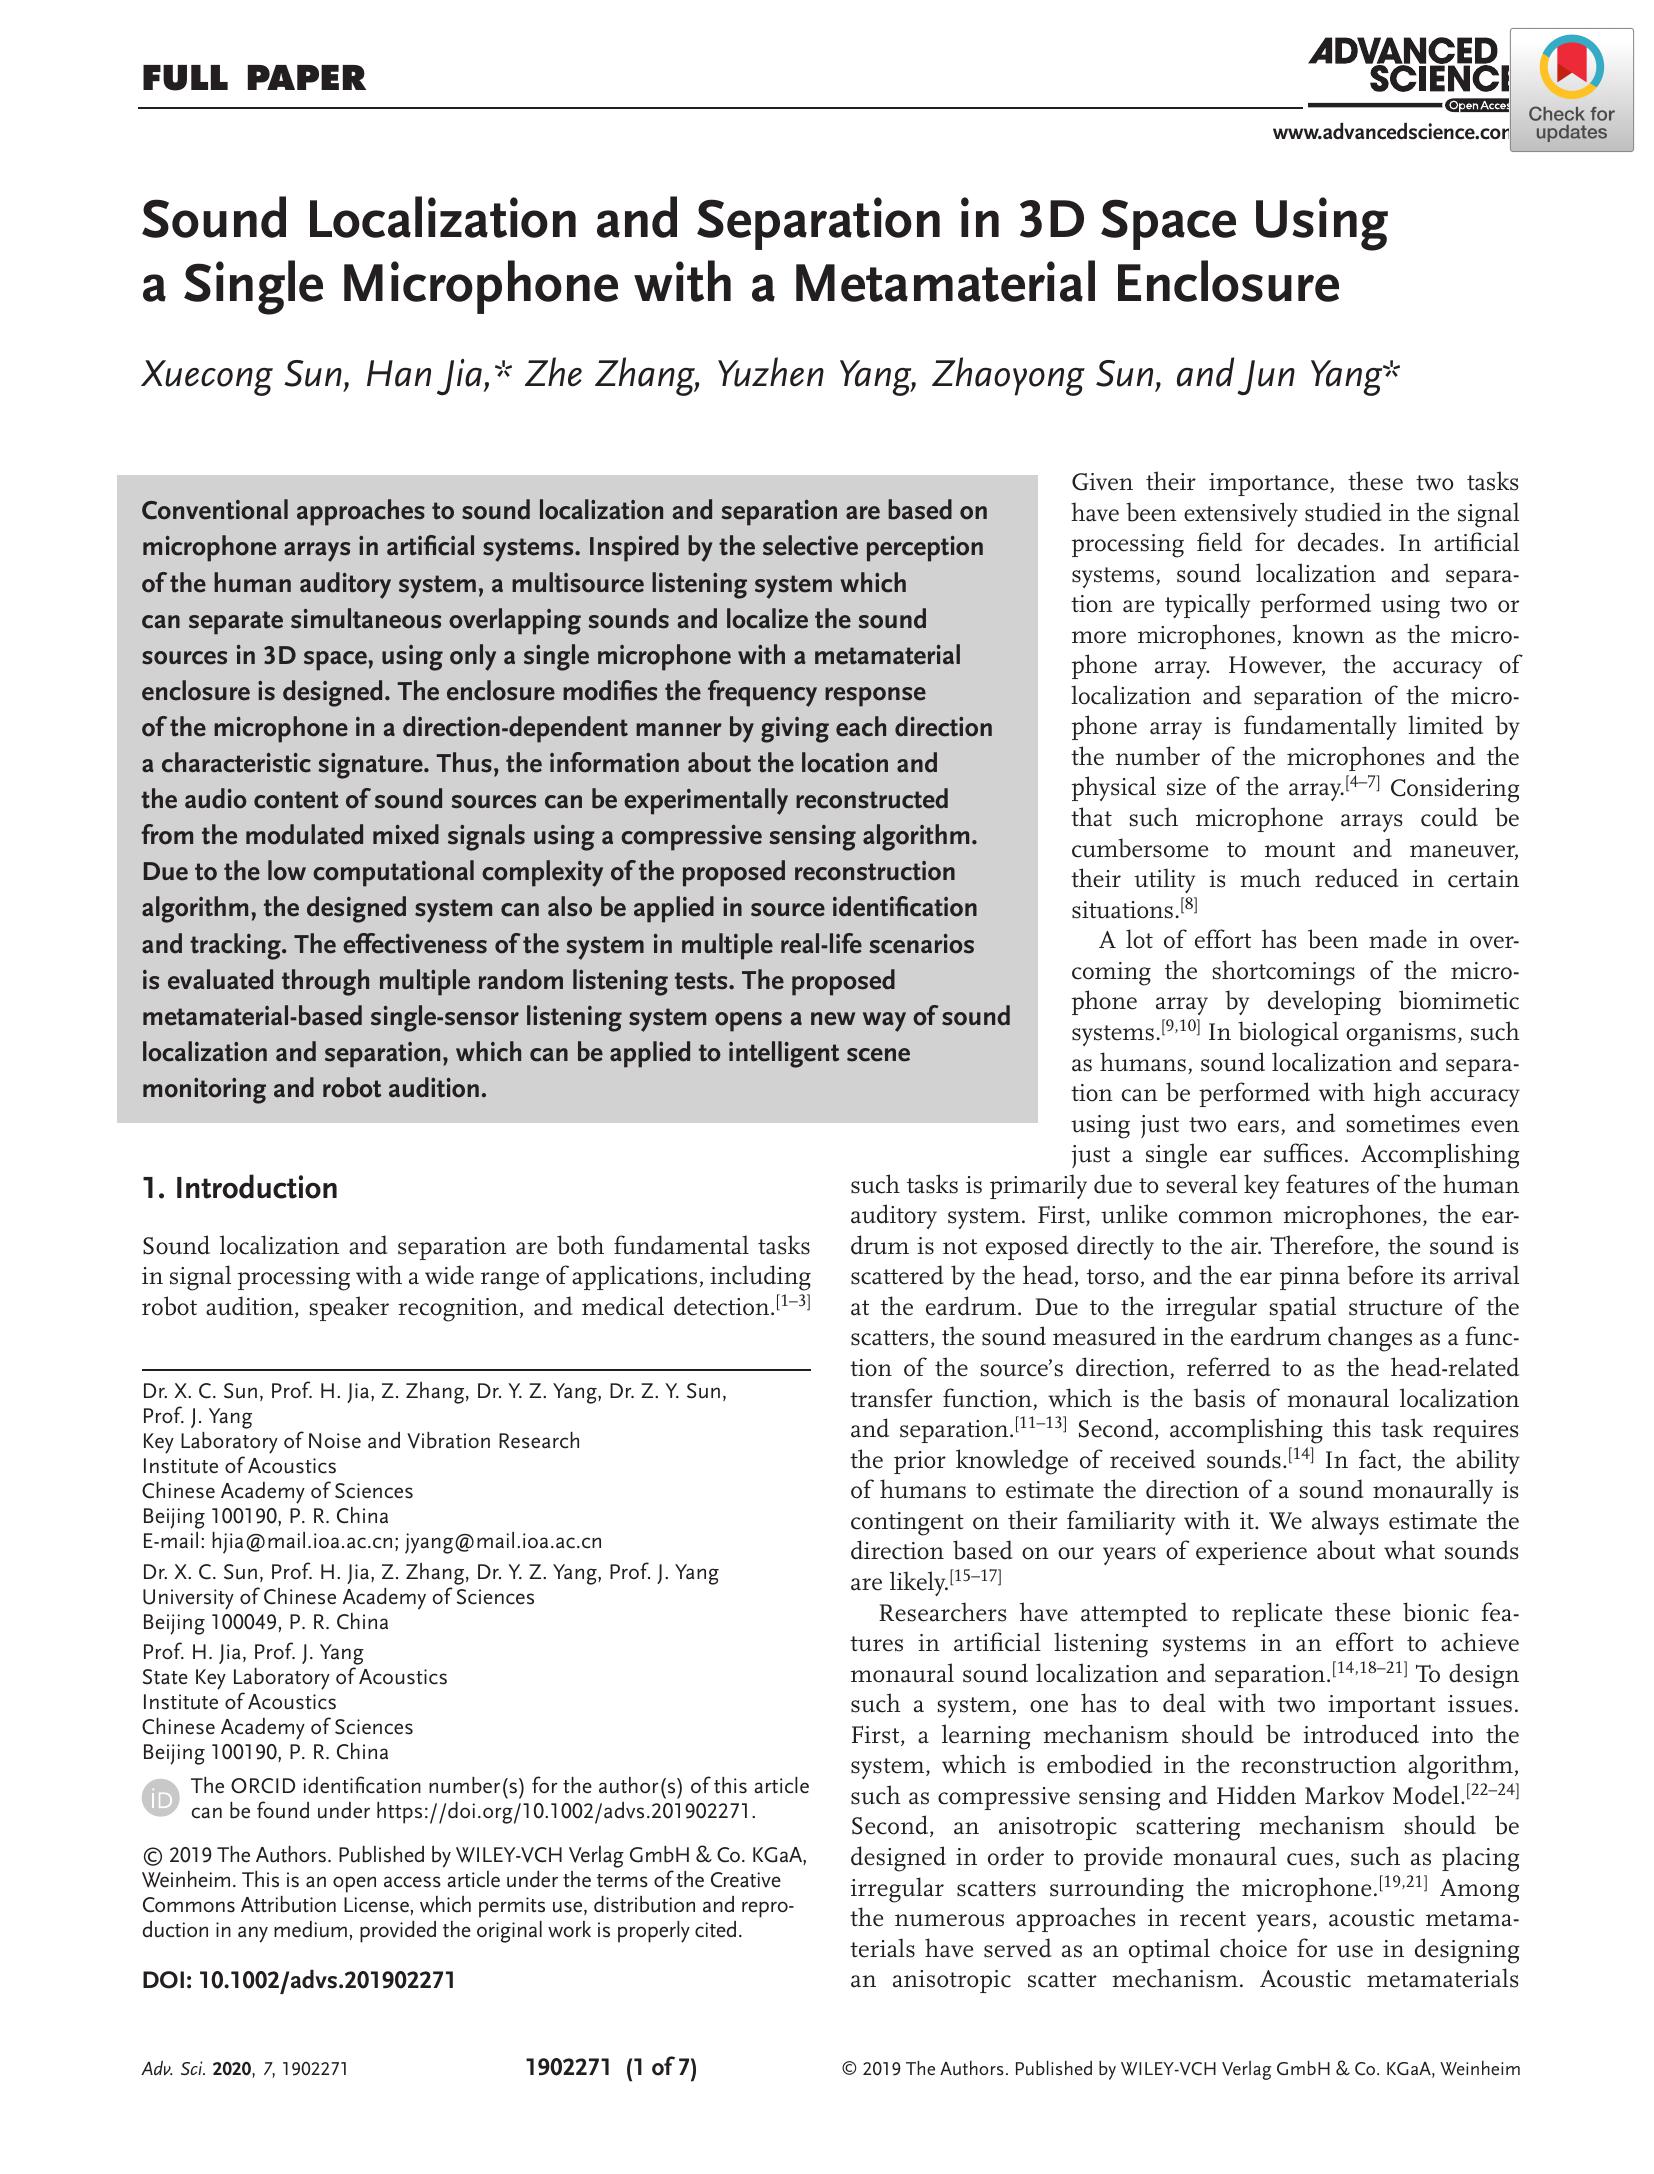 FULL PAPER
ADVANCED
SCIENCE
Open Acces
www.advancedscience.com
Check for
updates
Sound Localization and Separation in 3D Space Using
a Single Microphone with a Metamaterial Enclosure
Xuecong Sun, Han Jia,* Zhe Zhang, Yuzhen Yang, Zhaoyong Sun, and Jun Yang*
Conventional approaches to sound localization and separation are based on
microphone arrays in artificial systems. Inspired by the selective perception
of the human auditory system, a multisource listening system which
can separate simultaneous overlapping sounds and localize the sound
sources in 3D space, using only a single microphone with a metamaterial
enclosure is designed. The enclosure modifies the frequency response
of the microphone in a direction-dependent manner by giving each direction
a characteristic signature. Thus, the information about the location and
the audio content of sound sources can be experimentally reconstructed
from the modulated mixed signals using a compressive sensing algorithm.
Due to the low computational complexity of the proposed reconstruction
algorithm, the designed system can also be applied in source identification
and tracking. The effectiveness of the system in multiple real-life scenarios
is evaluated through multiple random listening tests. The proposed
metamaterial-based single-sensor listening system opens a new way of sound
localization and separation, which can be applied to intelligent scene
monitoring and robot audition.
1. Introduction
Sound localization and separation are both fundamental tasks
in signal processing with a wide range of applications, including
robot audition, speaker recognition, and medical detection.[1–3]
Given their importance, these two tasks
have been extensively studied in the signal
processing field for decades. In artificial
systems, sound localization and separa-
tion are typically performed using two or
more microphones, known as the micro-
phone array. However, the accuracy of
localization and separation of the micro-
phone array is fundamentally limited by
the number of the microphones and the
physical size of the array.[4–7] Considering
that such microphone arrays could be
cumbersome to mount and maneuver,
their utility is much reduced in certain
situations.[8]
A lot of effort has been made in over-
coming the shortcomings of the micro-
phone array by developing biomimetic
systems.[9,10] In biological organisms, such
as humans, sound localization and separa-
tion can be performed with high accuracy
using just two ears, and sometimes even
just a single ear suffices. Accomplishing
such tasks is primarily due to several key features of the human
auditory system. First, unlike common microphones, the ear-
drum is not exposed directly to the air. Therefore, the sound is
scattered by the head, torso, and the ear pinna before its arrival
at the eardrum. Due to the irregular spatial structure of the
scatters, the sound measured in the eardrum changes as a func-
tion of the source's direction, referred to as the head-related
transfer function, which is the basis of monaural localization
and separation.[11–13] Second, accomplishing this task requires
the prior knowledge of received sounds.[14] In fact, the ability
of humans to estimate the direction of a sound monaurally is
contingent on their familiarity with it. We always estimate the
direction based on our years of experience about what sounds
are likely.[15–17]
Researchers have attempted to replicate these bionic fea-
tures in artificial listening systems in an effort to achieve
monaural sound localization and separation.[14,18–21] To design
such a system, one has to deal with two important issues.
First, a learning mechanism should be introduced into the
system, which is embodied in the reconstruction algorithm,
such as compressive sensing and Hidden Markov Model.[22–24]
Second, an anisotropic scattering mechanism should be
designed in order to provide monaural cues, such as placing
irregular scatters surrounding the microphone.[19,21] Among
the numerous approaches in recent years, acoustic metama-
terials have served as an optimal choice for use in designing
an anisotropic scatter mechanism. Acoustic metamaterials
Dr. X. C. Sun, Prof. H. Jia, Z. Zhang, Dr. Y. Z. Yang, Dr. Z. Y. Sun,
Prof. J. Yang
Key Laboratory of Noise and Vibration Research
Institute of Acoustics
Chinese Academy of Sciences
Beijing 100190, P. R. China
E-mail: hjia@mail.ioa.ac.cn; jyang@mail.ioa.ac.cn
Dr. X. C. Sun, Prof. H. Jia, Z. Zhang, Dr. Y. Z. Yang, Prof. J. Yang
University of Chinese Academy of Sciences
Beijing 100049, P. R. China
Prof. H. Jia, Prof. J. Yang
State Key Laboratory of Acoustics
Institute of Acoustics
Chinese Academy of Sciences
Beijing 100190, P. R. China
iD The ORCID identification number(s) for the author(s) of this article
can be found under https://doi.org/10.1002/advs.201902271.
© 2019 The Authors. Published by WILEY-VCH Verlag GmbH & Co. KGaA,
Weinheim. This is an open access article under the terms of the Creative
Commons Attribution License, which permits use, distribution and repro-
duction in any medium, provided the original work is properly cited.
DOI: 10.1002/advs.201902271
Adv. Sci. 2020, 7, 1902271
1902271 (1 of 7)
© 2019 The Authors. Published by WILEY-VCH Verlag GmbH & Co. KGaA, Weinheim